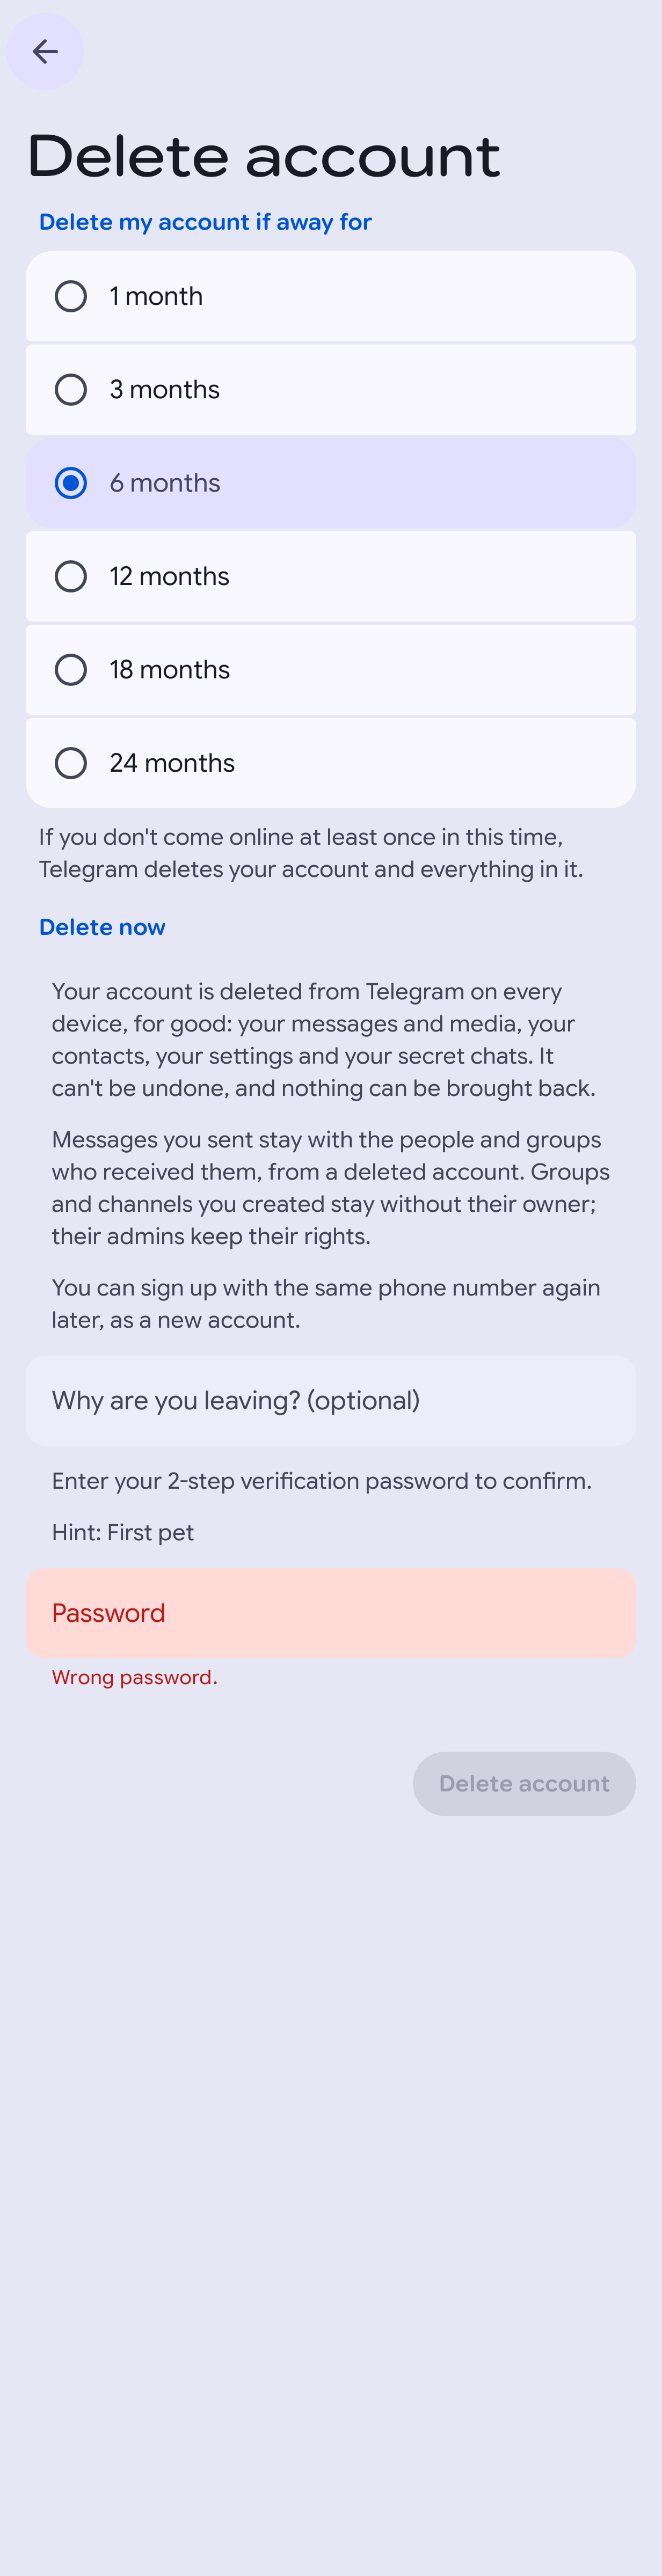 Delete account
Delete my account if away for
1 month
3 months
6 months
12 months
18 months
24 months
If you don't come online at least once in this time,
Telegram deletes your account and everything in it.
Delete now
Your account is deleted from Telegram on every
device, for good: your messages and media, your
contacts, your settings and your secret chats. It
can't be undone, and nothing can be brought back.
Messages you sent stay with the people and groups
who received them, from a deleted account. Groups
and channels you created stay without their owner;
their admins keep their rights.
You can sign up with the same phone number again
later, as a new account.
Why are you leaving? (optional)
Enter your 2-step verification password to confirm.
Hint: First pet
Password
Wrong password.
Delete account